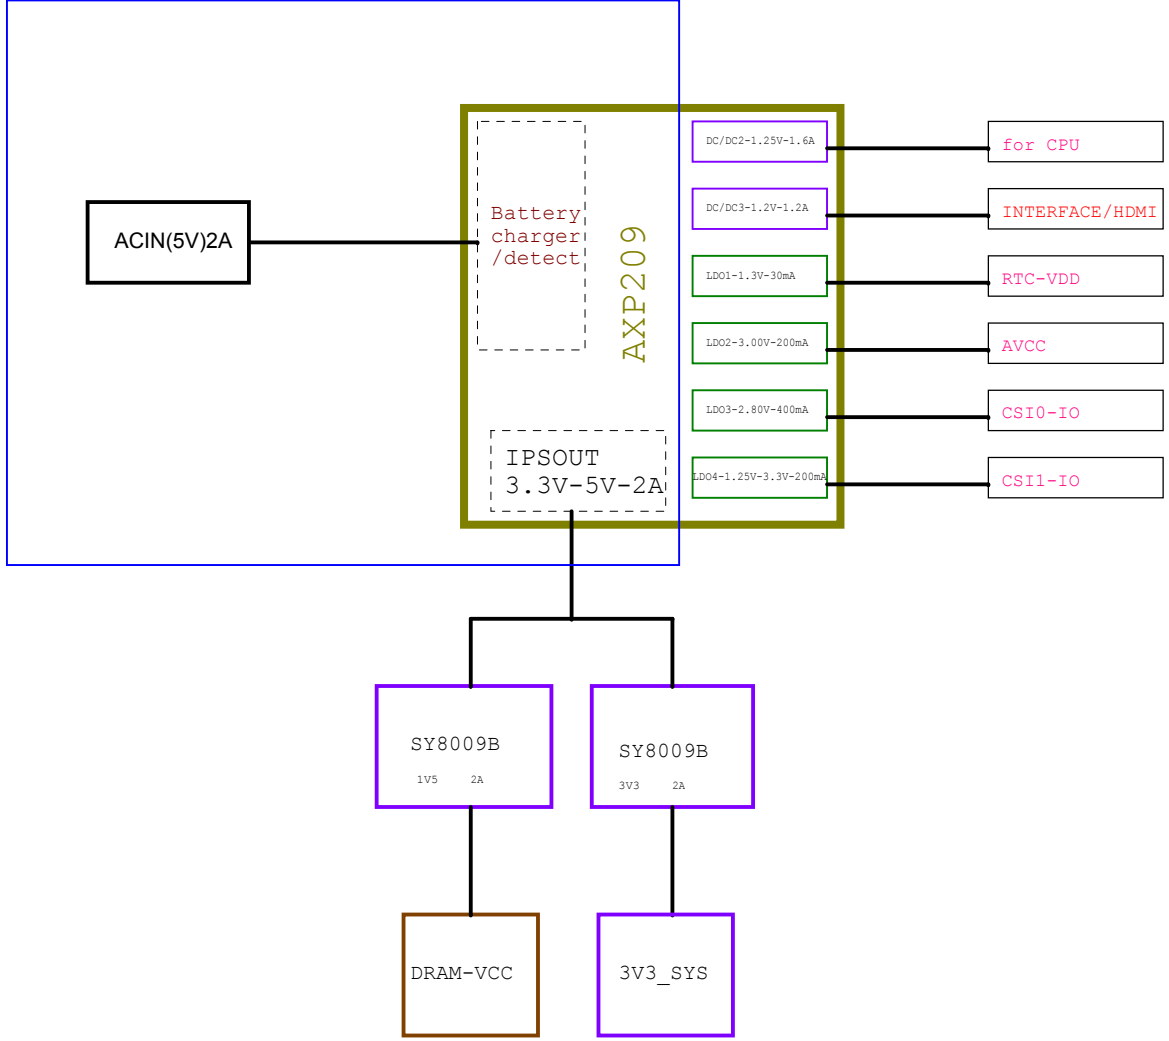 ACIN(5V)2A
Battery
charger
/detect
AXP209
IPSOUT
3.3V-5V-2A
DC/DC2-1.25V-1.6A
for CPU
DC/DC3-1.2V-1.2A
INTERFACE/HDMI
LDO1-1.3V-30mA
RTC-VDD
LDO2-3.00V-200mA
AVCC
LDO3-2.80V-400mA
CSI0-IO
LDO4-1.25V-3.3V-200mA
CSI1-IO
SY8009B
1V5 2A
SY8009B
3V3 2A
DRAM-VCC
3V3_SYS